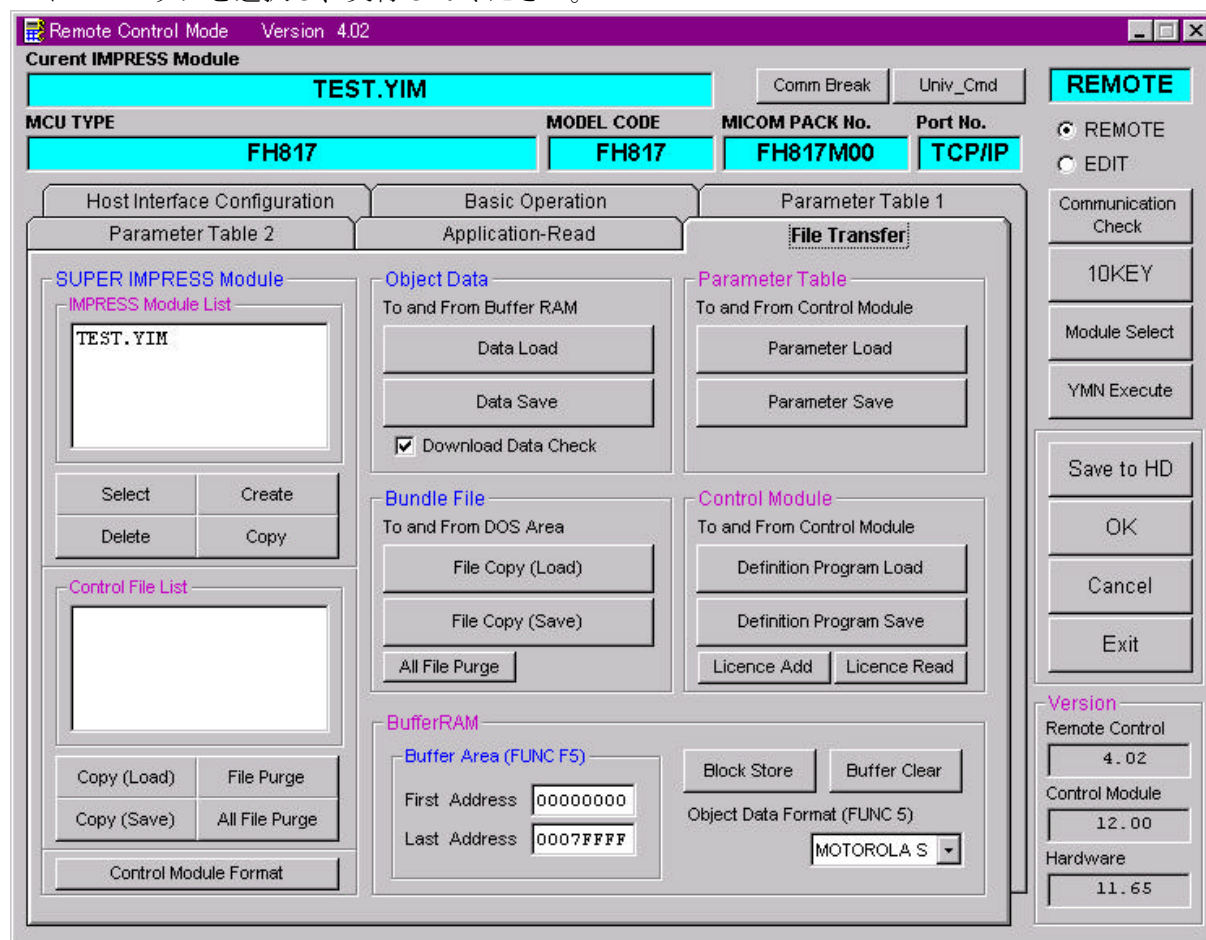 Remote Control Mode Version 4.02
Curent IMPRESS Module
TEST.YIM
Comm Break
Univ_Cmd
REMOTE
MCU TYPE
MODEL CODE
MICOM PACK No.
Port No.
FH817
FH817
FH817M00
TCP/IP
REMOTE
EDIT
Host Interface Configuration
Basic Operation
Parameter Table 1
Parameter Table 2
Application-Read
File Transfer
Communication Check
10KEY
Module Select
YMN Execute
Save to HD
OK
Cancel
Exit
SUPER IMPRESS Module
IMPRESS Module List
TEST.YIM
Select
Create
Delete
Copy
Control File List
Copy (Load)
File Purge
Copy (Save)
All File Purge
Control Module Format
Object Data
To and From Buffer RAM
Data Load
Data Save
Download Data Check
Parameter Table
To and From Control Module
Parameter Load
Parameter Save
Bundle File
To and From DOS Area
File Copy (Load)
File Copy (Save)
All File Purge
Control Module
To and From Control Module
Definition Program Load
Definition Program Save
Licence Add
Licence Read
BufferRAM
Buffer Area (FUNC F5)
First Address 00000000
Last Address 0007FFFF
Block Store
Buffer Clear
Object Data Format (FUNC 5)
MOTOROLA S
Version
Remote Control
4.02
Control Module
12.00
Hardware
11.65